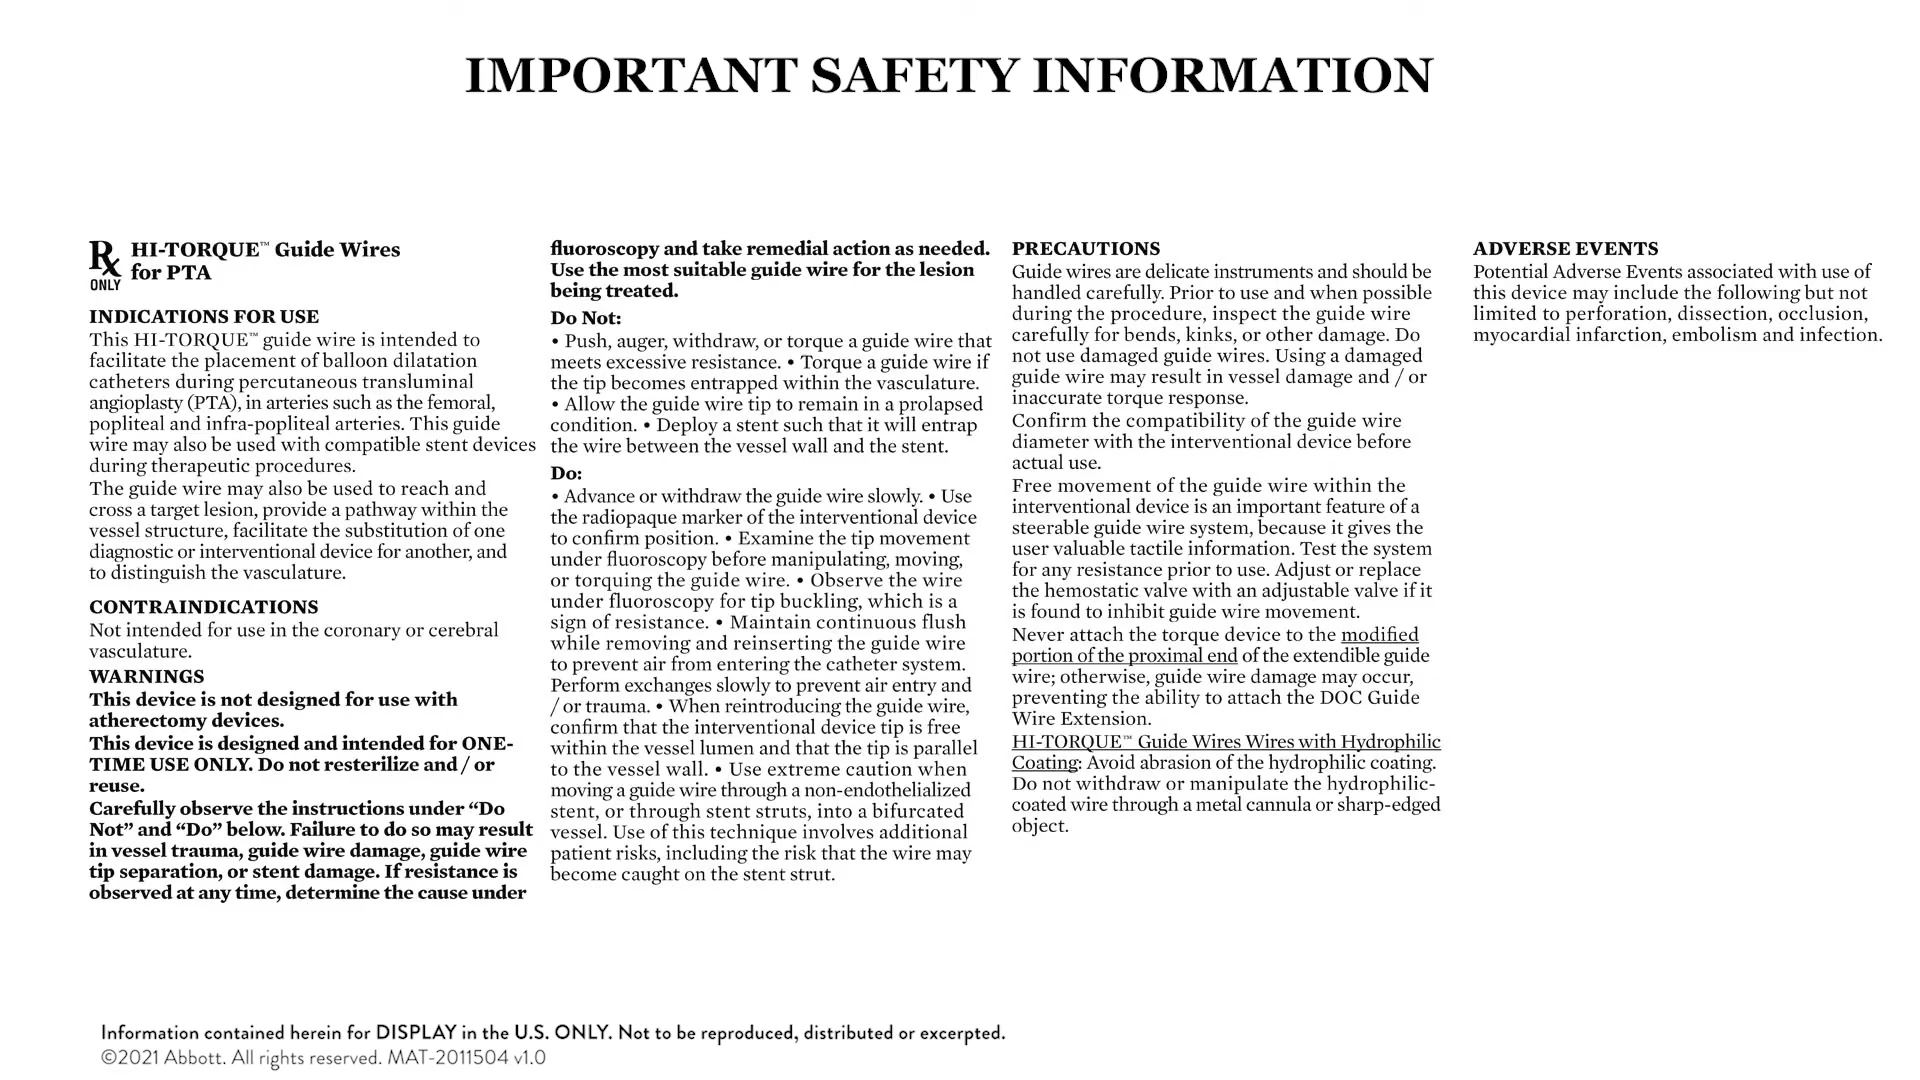 IMPORTANT SAFETY INFORMATION
Rx ONLY
HI-TORQUE™ Guide Wires
for PTA
INDICATIONS FOR USE
This HI-TORQUE™ guide wire is intended to
facilitate the placement of balloon dilatation
catheters during percutaneous transluminal
angioplasty (PTA), in arteries such as the femoral,
popliteal and infra-popliteal arteries. This guide
wire may also be used with compatible stent devices
during therapeutic procedures.
The guide wire may also be used to reach and
cross a target lesion, provide a pathway within the
vessel structure, facilitate the substitution of one
diagnostic or interventional device for another, and
to distinguish the vasculature.
CONTRAINDICATIONS
Not intended for use in the coronary or cerebral
vasculature.
WARNINGS
This device is not designed for use with
atherectomy devices.
This device is designed and intended for ONE-
TIME USE ONLY. Do not resterilize and / or
reuse.
Carefully observe the instructions under “Do
Not” and “Do” below. Failure to do so may result
in vessel trauma, guide wire damage, guide wire
tip separation, or stent damage. If resistance is
observed at any time, determine the cause under
fluoroscopy and take remedial action as needed.
Use the most suitable guide wire for the lesion
being treated.
Do Not:
• Push, auger, withdraw, or torque a guide wire that
meets excessive resistance. • Torque a guide wire if
the tip becomes entrapped within the vasculature.
• Allow the guide wire tip to remain in a prolapsed
condition. • Deploy a stent such that it will entrap
the wire between the vessel wall and the stent.
Do:
• Advance or withdraw the guide wire slowly. • Use
the radiopaque marker of the interventional device
to confirm position. • Examine the tip movement
under fluoroscopy before manipulating, moving,
or torquing the guide wire. • Observe the wire
under fluoroscopy for tip buckling, which is a
sign of resistance. • Maintain continuous flush
while removing and reinserting the guide wire
to prevent air from entering the catheter system.
Perform exchanges slowly to prevent air entry and
/ or trauma. • When reintroducing the guide wire,
confirm that the interventional device tip is free
within the vessel lumen and that the tip is parallel
to the vessel wall. • Use extreme caution when
moving a guide wire through a non-endothelialized
stent, or through stent struts, into a bifurcated
vessel. Use of this technique involves additional
patient risks, including the risk that the wire may
become caught on the stent strut.
PRECAUTIONS
Guide wires are delicate instruments and should be
handled carefully. Prior to use and when possible
during the procedure, inspect the guide wire
carefully for bends, kinks, or other damage. Do
not use damaged guide wires. Using a damaged
guide wire may result in vessel damage and / or
inaccurate torque response.
Confirm the compatibility of the guide wire
diameter with the interventional device before
actual use.
Free movement of the guide wire within the
interventional device is an important feature of a
steerable guide wire system, because it gives the
user valuable tactile information. Test the system
for any resistance prior to use. Adjust or replace
the hemostatic valve with an adjustable valve if it
is found to inhibit guide wire movement.
Never attach the torque device to the modified
portion of the proximal end of the extendible guide
wire; otherwise, guide wire damage may occur,
preventing the ability to attach the DOC Guide
Wire Extension.
HI-TORQUE™ Guide Wires Wires with Hydrophilic
Coating: Avoid abrasion of the hydrophilic coating.
Do not withdraw or manipulate the hydrophilic-
coated wire through a metal cannula or sharp-edged
object.
ADVERSE EVENTS
Potential Adverse Events associated with use of
this device may include the following but not
limited to perforation, dissection, occlusion,
myocardial infarction, embolism and infection.
Information contained herein for DISPLAY in the U.S. ONLY. Not to be reproduced, distributed or excerpted.
©2021 Abbott. All rights reserved. MAT-2011504 v1.0